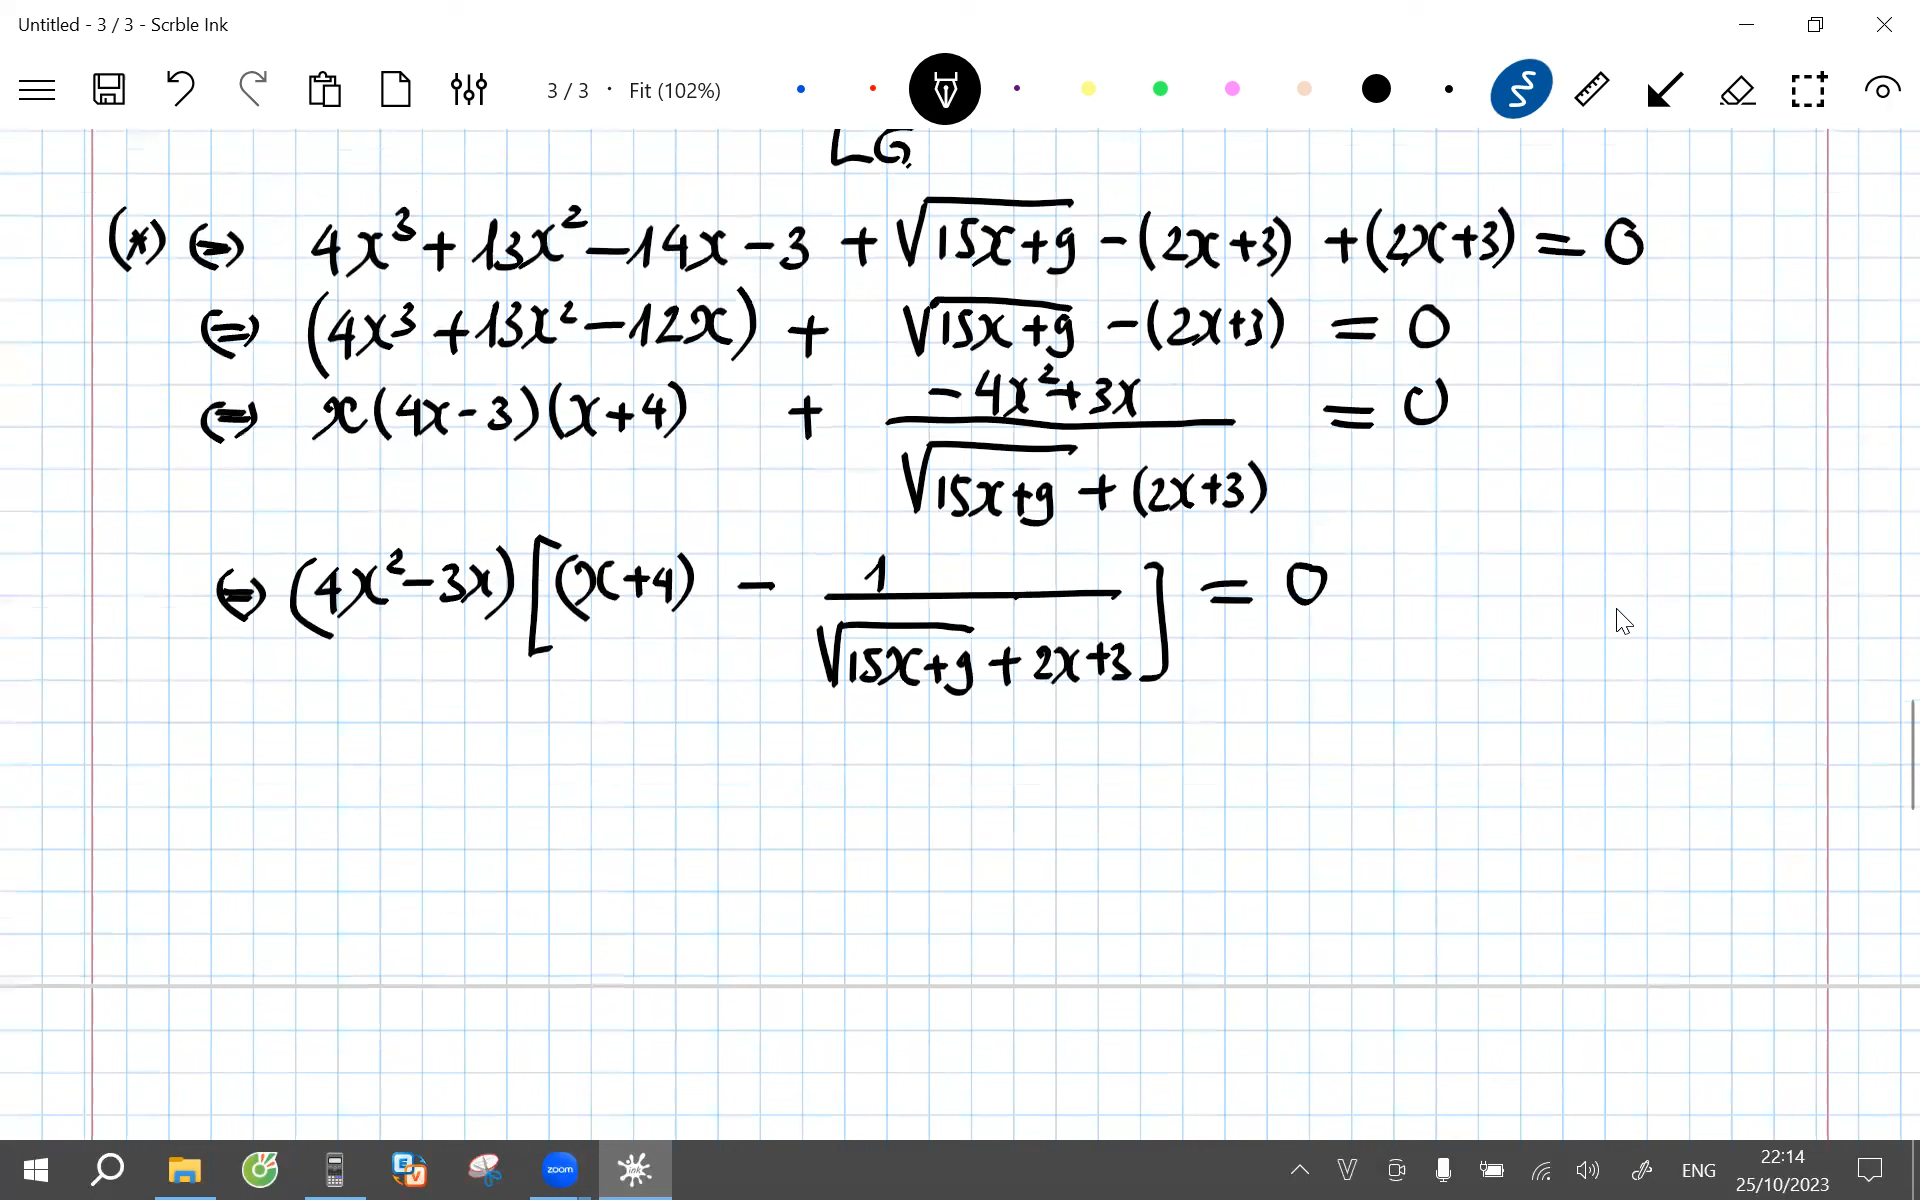 Untitled - 3 / 3 - Scrble Ink
3 / 3 · Fit (102%)
LG
(*) (=) 4x³ + 13x² - 14x - 3 + √(15x+9) - (2x+3) + (2x+3) = 0
(=) (4x³ + 13x² - 12x) + √(15x+9) - (2x+3) = 0
(=) x(4x-3)(x+4) + (-4x²+3x)/(√(15x+9) + (2x+3)) = 0
(=) (4x²-3x)[(x+4) - 1/(√(15x+9) + 2x+3)] = 0
zoom
ink
ENG
22:14
25/10/2023